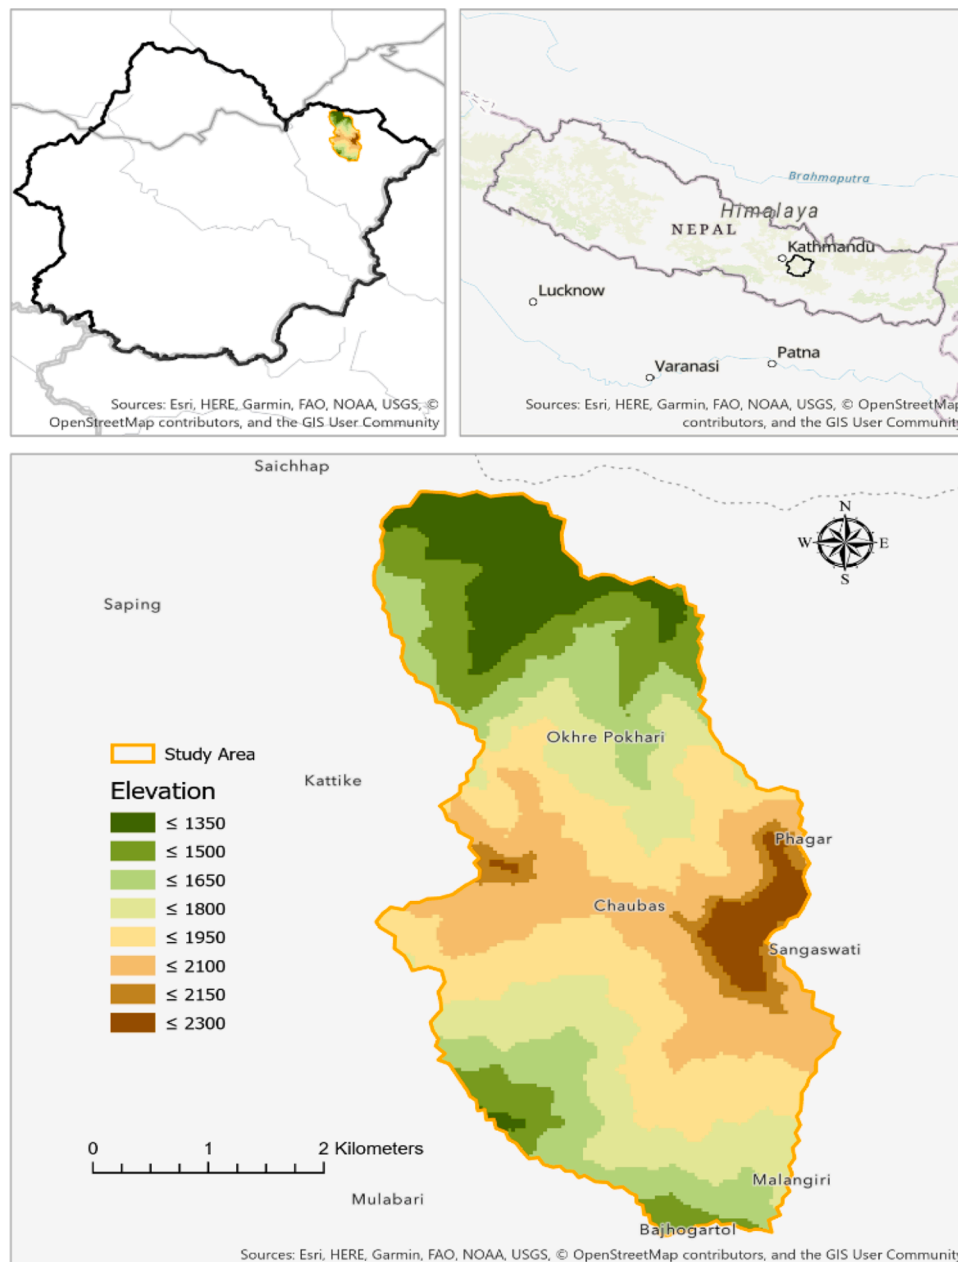 Sources: Esri, HERE, Garmin, FAO, NOAA, USGS, ©
OpenStreetMap contributors, and the GIS User Community
Brahmaputra
Himalaya
NEPAL
Kathmandu
Lucknow
Patna
Varanasi
Sources: Esri, HERE, Garmin, FAO, NOAA, USGS, © OpenStreetMap
contributors, and the GIS User Community
Saichhap
N
W E
S
Saping
Okhre Pokhari
Study Area
Kattike
Elevation
≤ 1350
≤ 1500
≤ 1650
≤ 1800
≤ 1950
≤ 2100
≤ 2150
≤ 2300
Phagar
Chaubas
Sangaswati
0 1 2 Kilometers
Malangiri
Mulabari
Bajhogartol
Sources: Esri, HERE, Garmin, FAO, NOAA, USGS, © OpenStreetMap contributors, and the GIS User Community